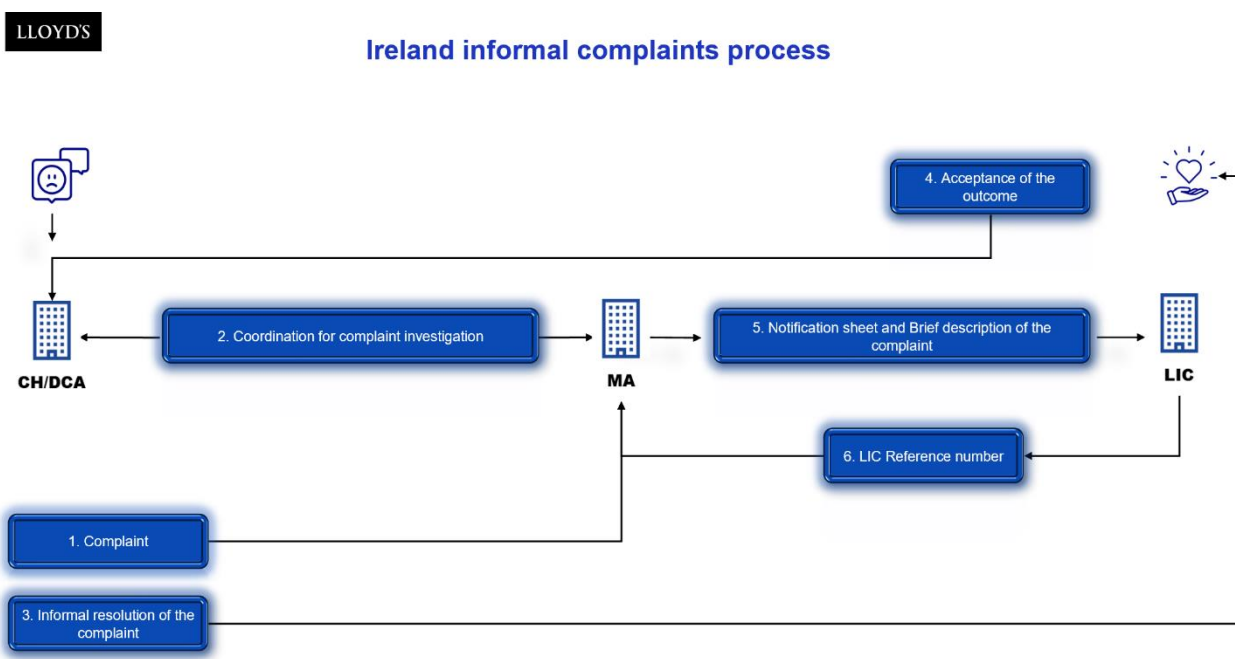 LLOYD'S
Ireland informal complaints process
4. Acceptance of the
outcome
2. Coordination for complaint investigation
5. Notification sheet and Brief description of the
complaint
CH/DCA
MA
LIC
6. LIC Reference number
1. Complaint
3. Informal resolution of the
complaint